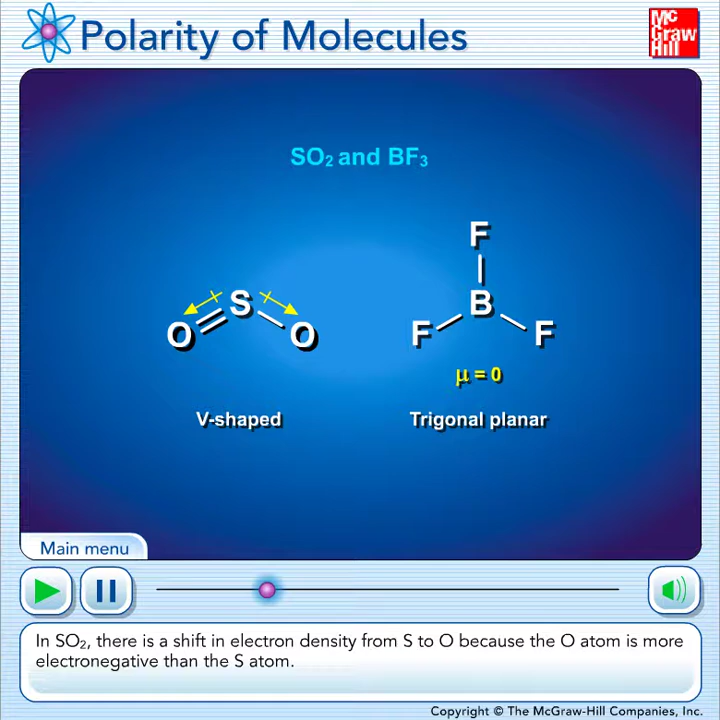 Polarity of Molecules
Mc
Graw
Hill
SO₂ and BF₃
F
S
B
O
O
F
F
μ = 0
V-shaped
Trigonal planar
Main menu
In SO₂, there is a shift in electron density from S to O because the O atom is more
electronegative than the S atom.
Copyright © The McGraw-Hill Companies, Inc.